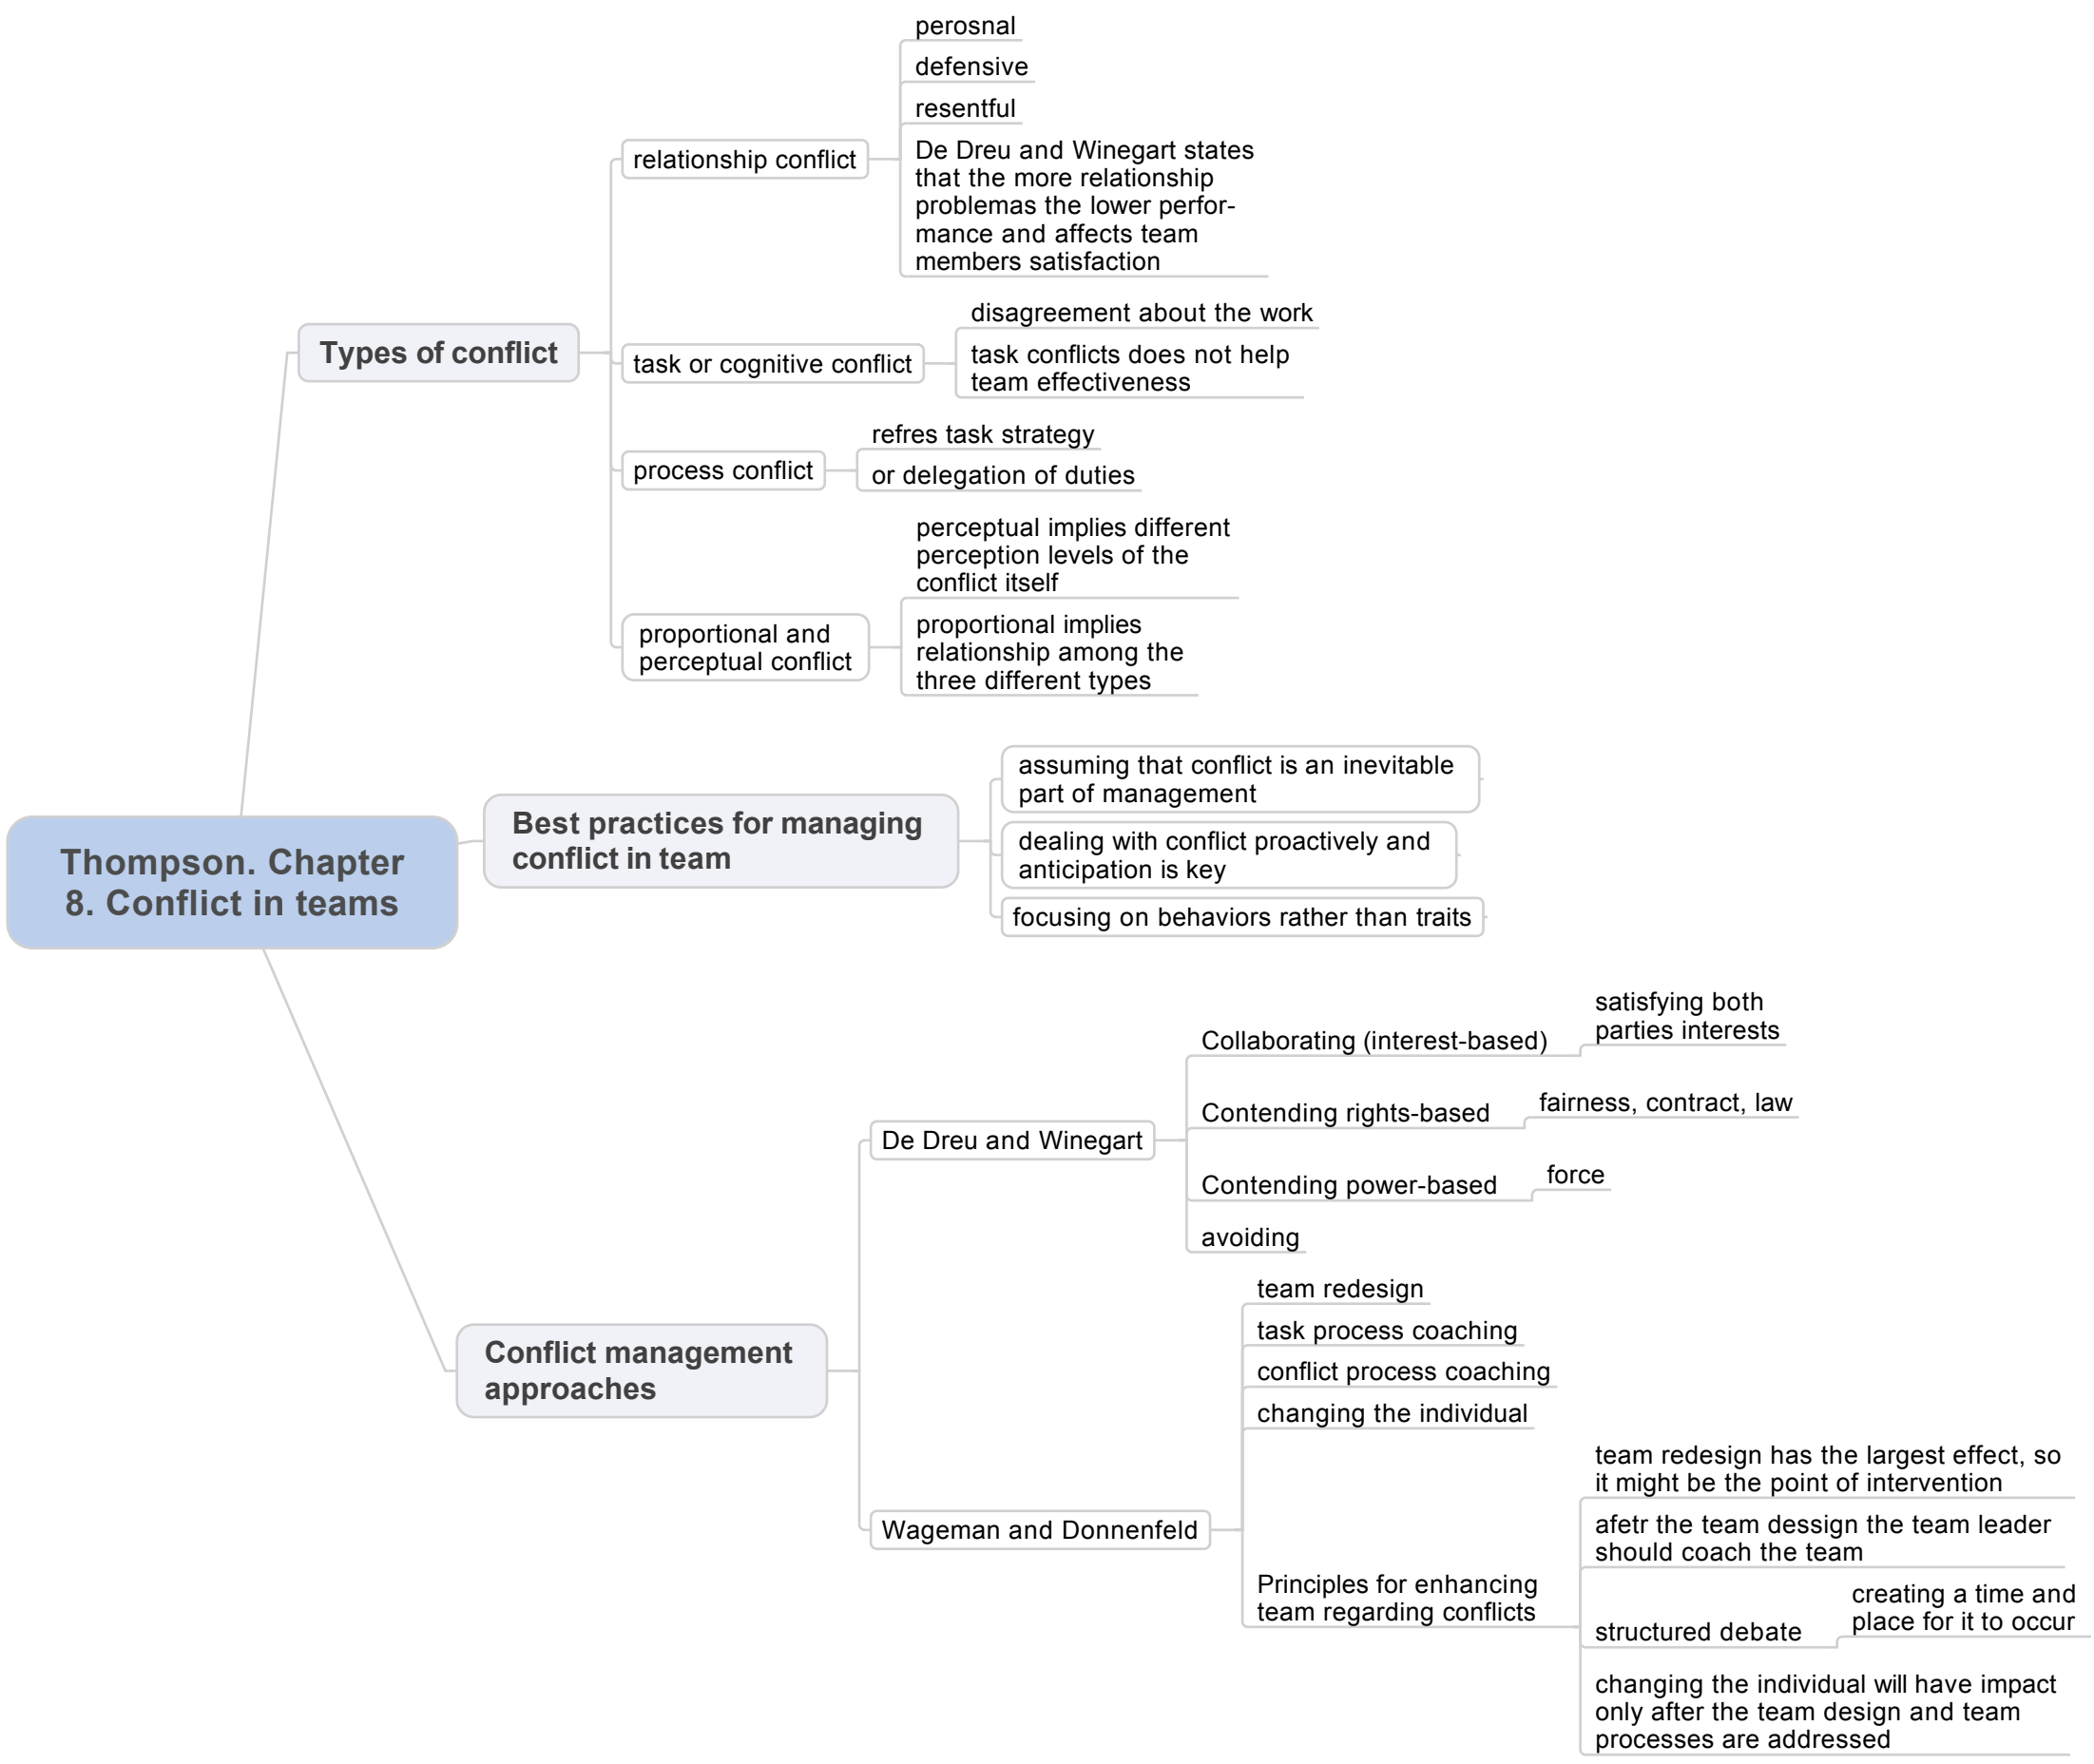 perosnal
defensive
resentful
relationship conflict
De Dreu and Winegart states
that the more relationship
problemas the lower perfor-
mance and affects team
members satisfaction
Types of conflict
disagreement about the work
task or cognitive conflict
task conflicts does not help
team effectiveness
refres task strategy
process conflict
or delegation of duties
perceptual implies different
perception levels of the
conflict itself
proportional and
perceptual conflict
proportional implies
relationship among the
three different types
Thompson. Chapter
8. Conflict in teams
Best practices for managing
conflict in team
assuming that conflict is an inevitable
part of management
dealing with conflict proactively and
anticipation is key
focusing on behaviors rather than traits
Conflict management
approaches
De Dreu and Winegart
Collaborating (interest-based)
satisfying both
parties interests
Contending rights-based
fairness, contract, law
Contending power-based
force
avoiding
Wageman and Donnenfeld
team redesign
task process coaching
conflict process coaching
changing the individual
Principles for enhancing
team regarding conflicts
team redesign has the largest effect, so
it might be the point of intervention
afetr the team dessign the team leader
should coach the team
structured debate
creating a time and
place for it to occur
changing the individual will have impact
only after the team design and team
processes are addressed